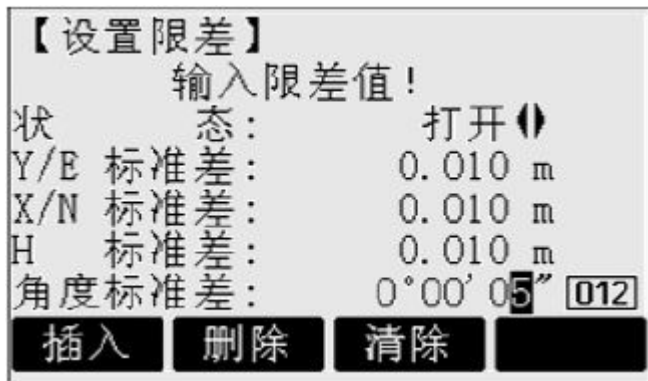 【设置限差】
输入限差值!
状 态: 打开
Y/E 标准差: 0.010 m
X/N 标准差: 0.010 m
H 标准差: 0.010 m
角度标准差: 0°00′05″ 012
插入 删除 清除